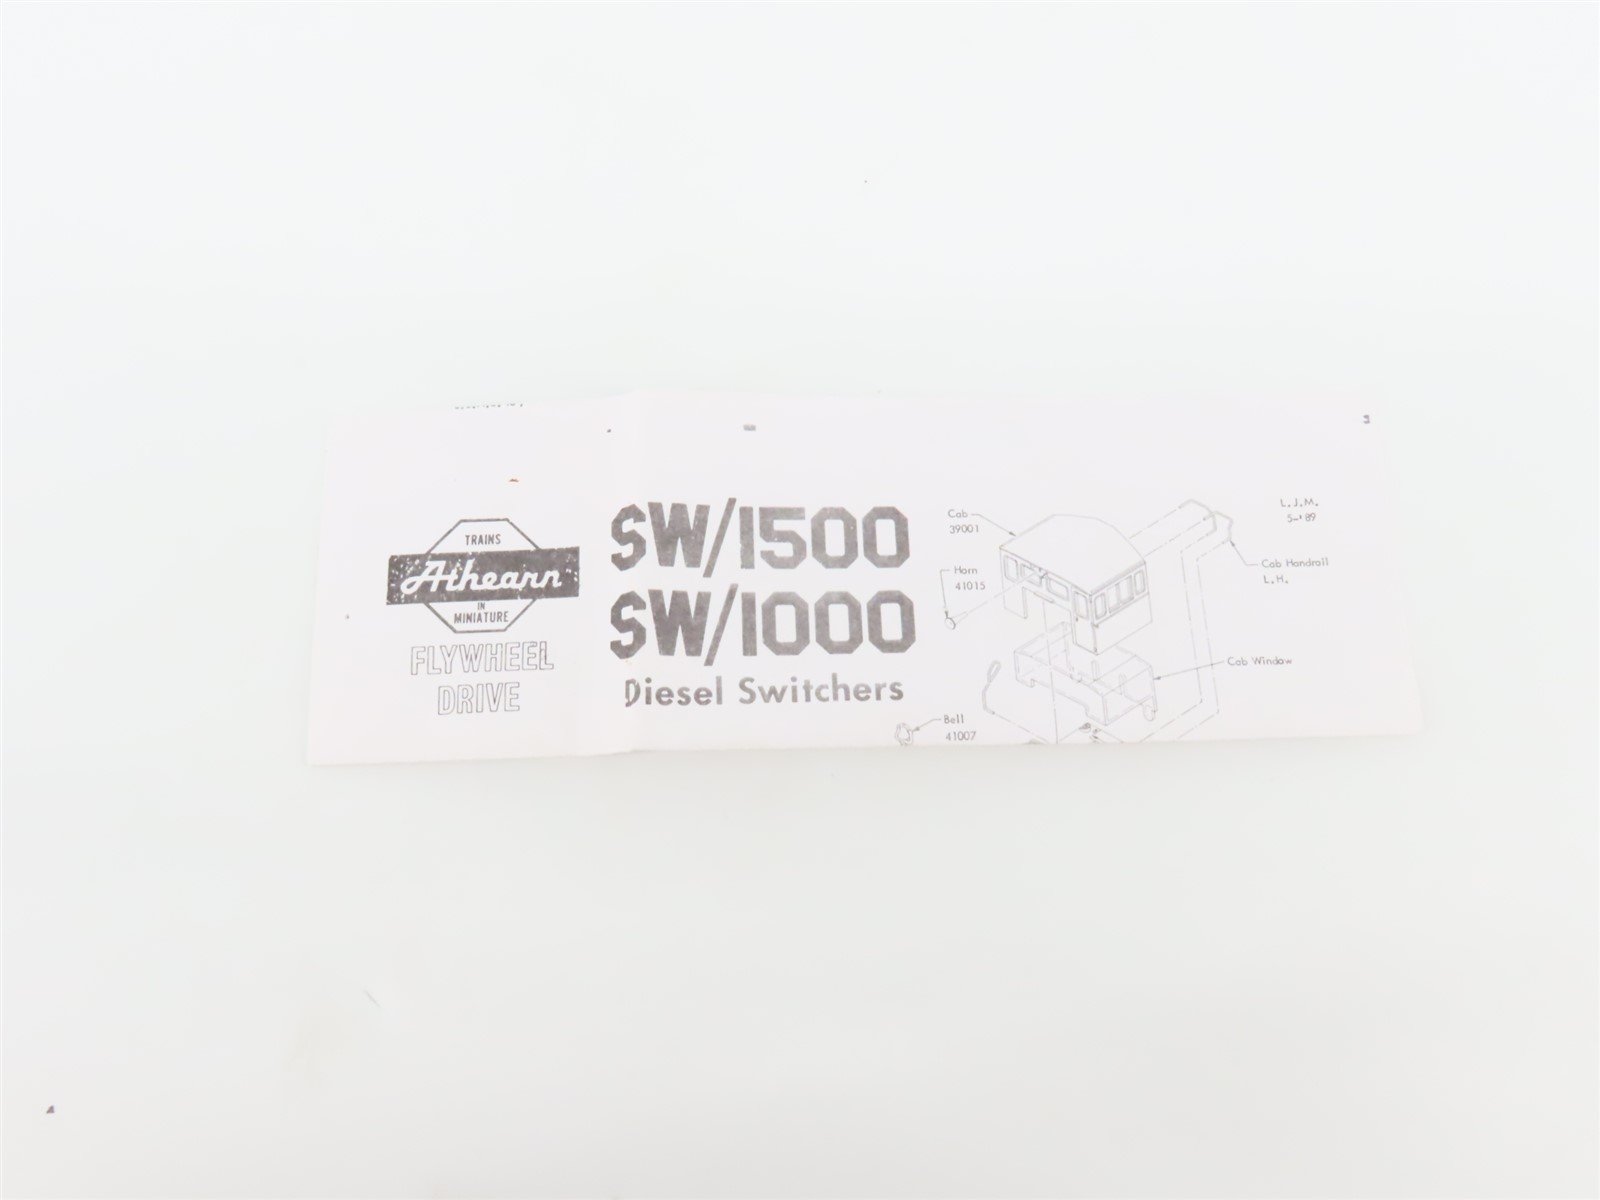 TRAINS
Athearn
IN
MINIATURE
FLYWHEEL
DRIVE
SW/1500
SW/1000
Diesel Switchers
Cab
39001
Horn
41015
L.J.M.
5-'89
Cab Handrail
L.H.
Cab Window
Bell
41007